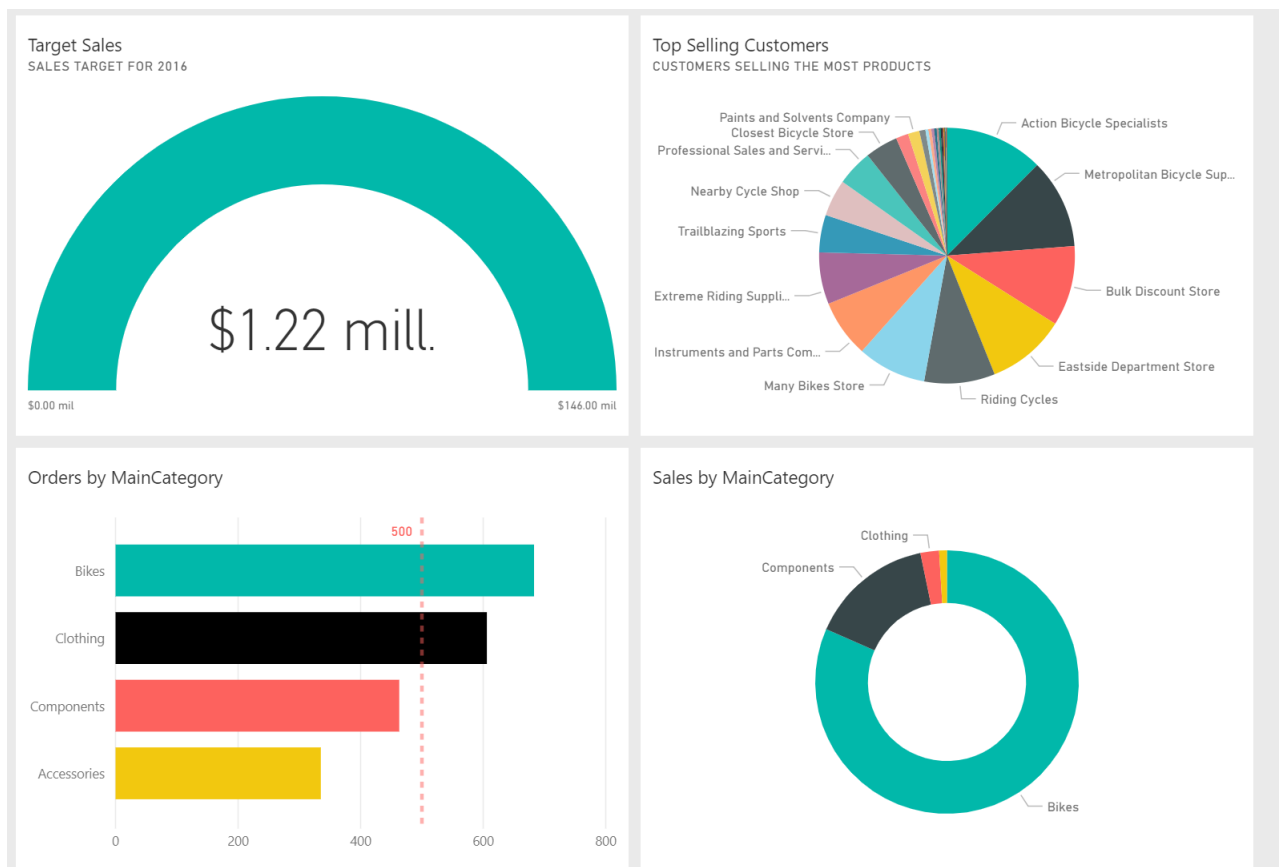 Target Sales
SALES TARGET FOR 2016
$1.22 mill.
$0.00 mil
$146.00 mil
Top Selling Customers
CUSTOMERS SELLING THE MOST PRODUCTS
Paints and Solvents Company
Closest Bicycle Store
Professional Sales and Servi...
Nearby Cycle Shop
Trailblazing Sports
Extreme Riding Suppli...
Instruments and Parts Com...
Many Bikes Store
Action Bicycle Specialists
Metropolitan Bicycle Sup...
Bulk Discount Store
Eastside Department Store
Riding Cycles
Orders by MainCategory
500
Bikes
Clothing
Components
Accessories
0 200 400 600 800
Sales by MainCategory
Clothing
Components
Bikes